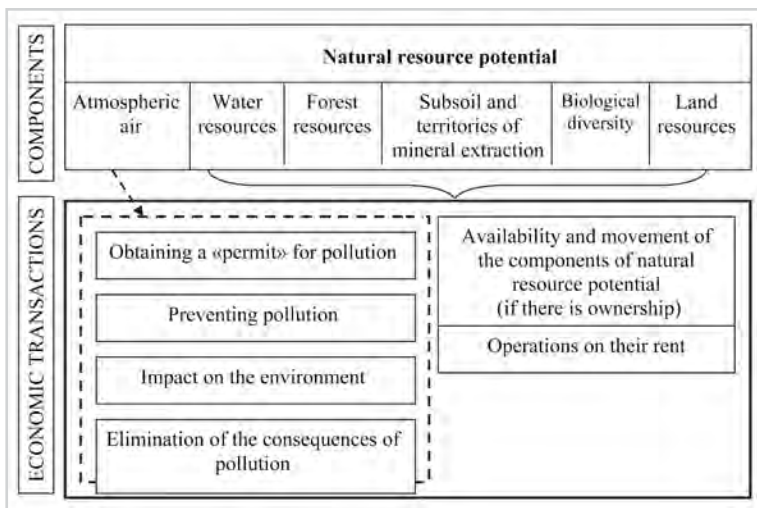 COMPONENTS
Natural resource potential
Atmospheric
air
Water
resources
Forest
resources
Subsoil and
territories of
mineral extraction
Biological
diversity
Land
resources
ECONOMIC TRANSACTIONS
Obtaining a «permit» for pollution
Preventing pollution
Impact on the environment
Elimination of the consequences of
pollution
Availability and movement of
the components of natural
resource potential
(if there is ownership)
Operations on their rent